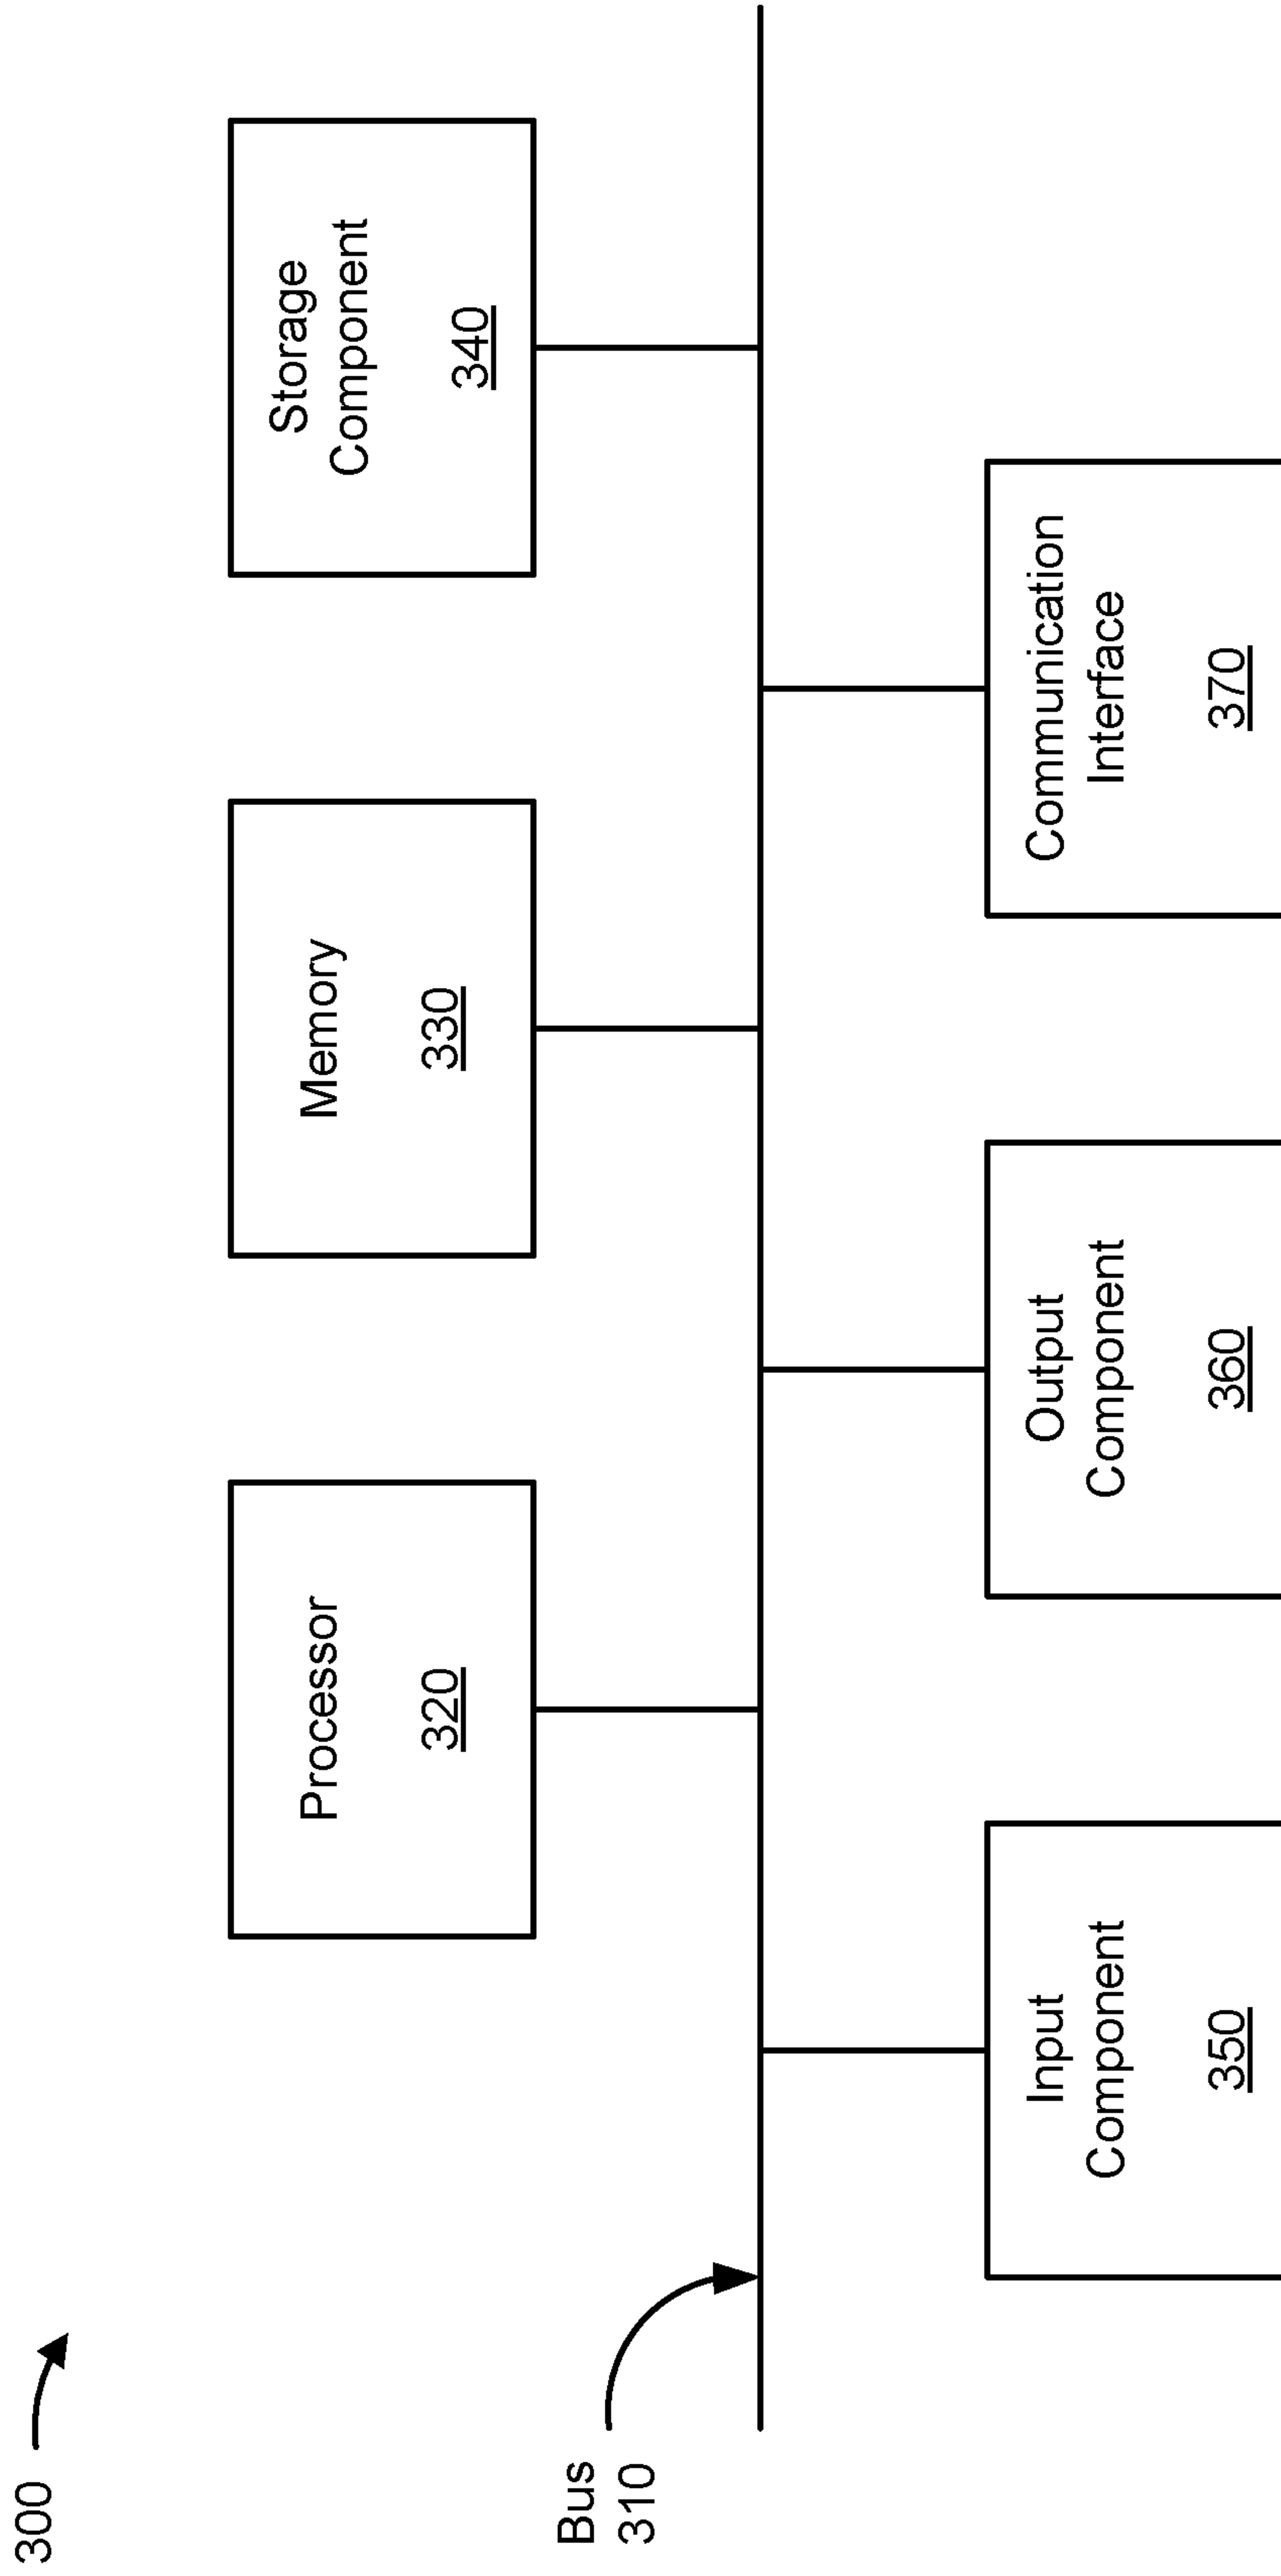 300
Processor
320
Memory
330
Storage
Component
340
Bus
310
Input
Component
350
Output
Component
360
Communication
Interface
370